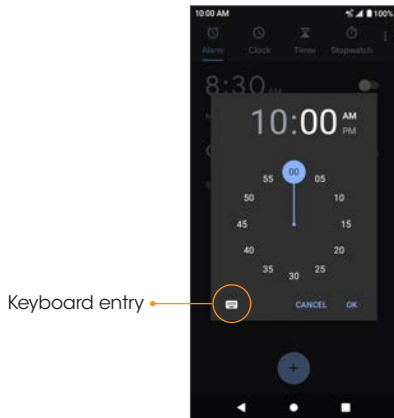 10:00 AM 100%
Alarm Clock Timer Stopwatch
8:30 AM
10:00 AM
PM
00
55 05
50 10
45 15
40 20
35 25
30
Keyboard entry
CANCEL OK